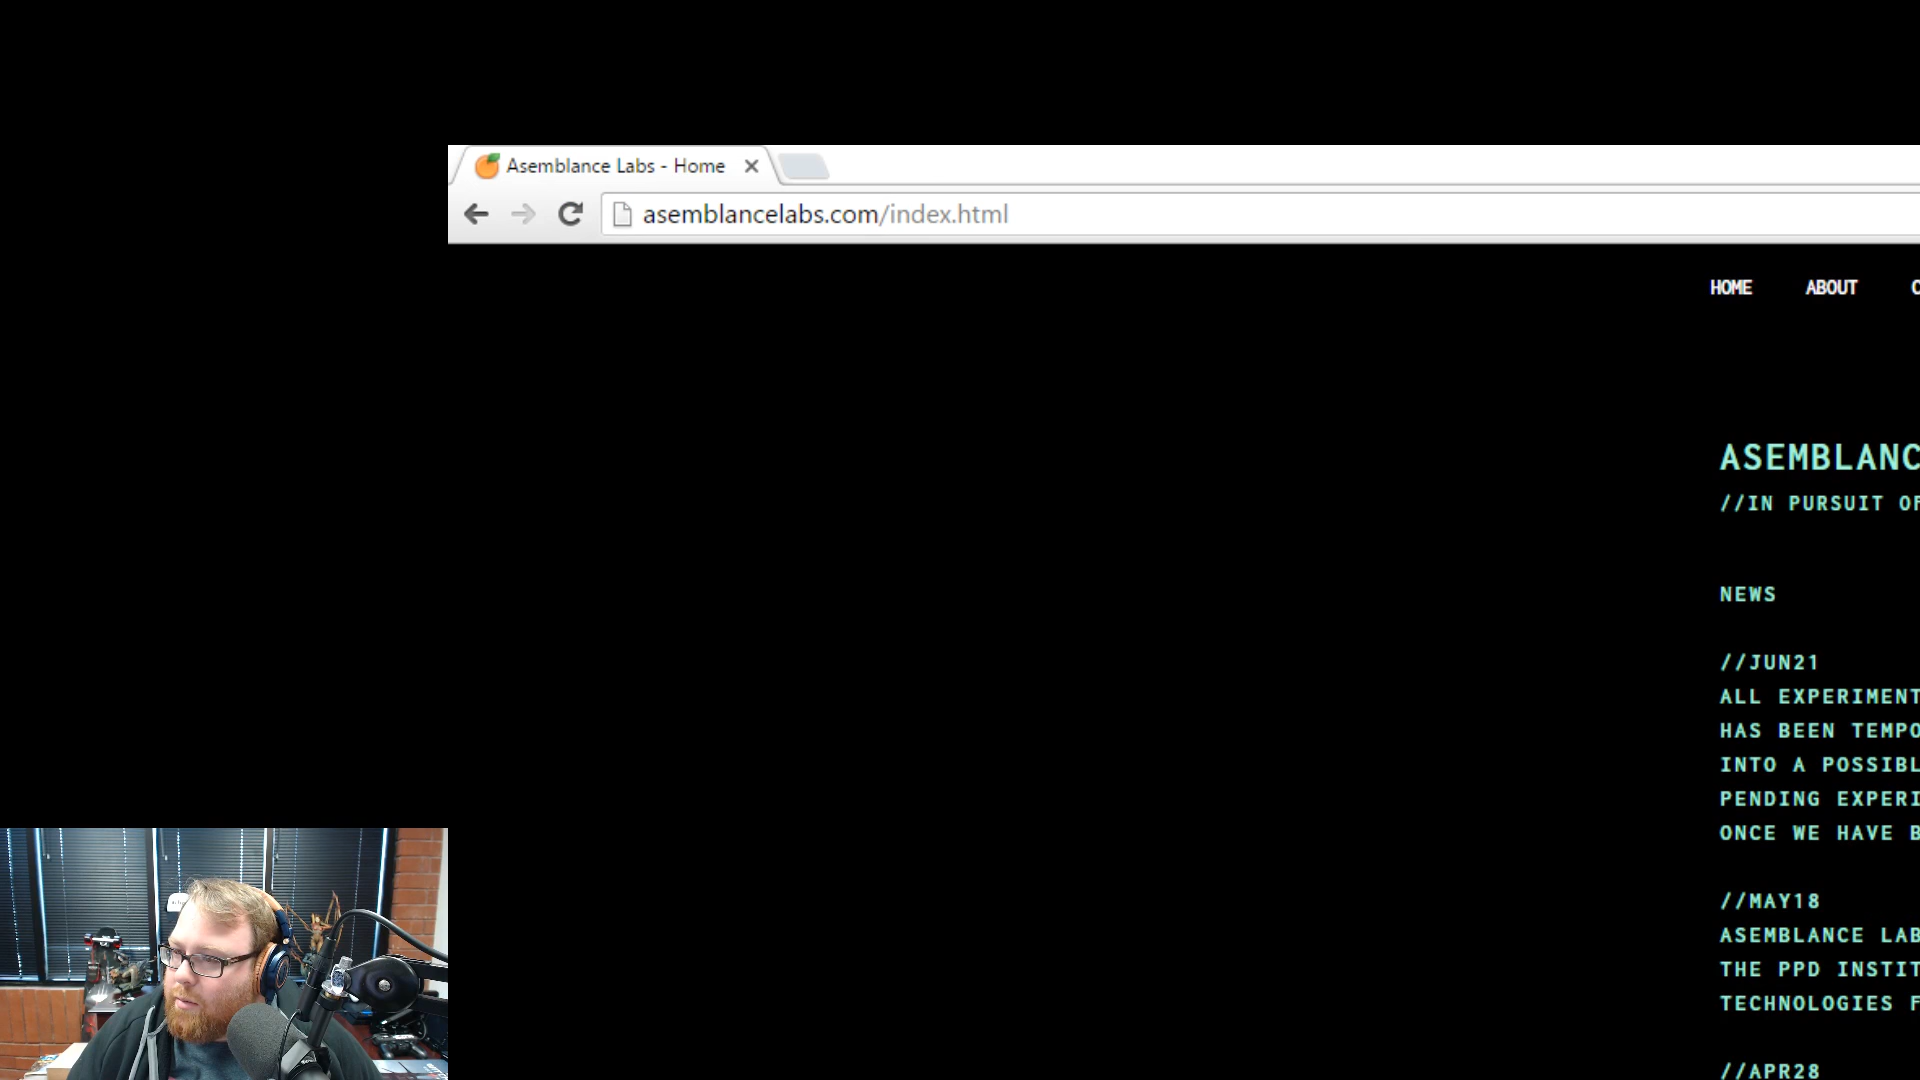 Asemblance Labs - Home
asemblancelabs.com/index.html
HOME ABOUT
ASEMBLANC
//IN PURSUIT OF
NEWS
//JUN21
ALL EXPERIMENT
HAS BEEN TEMPO
INTO A POSSIBL
PENDING EXPERI
ONCE WE HAVE B
//MAY18
ASEMBLANCE LAB
THE PPD INSTIT
TECHNOLOGIES F
//APR28